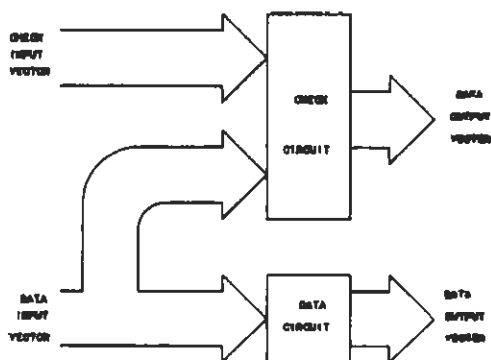 CHECK
INPUT
VECTOR
CHECK
CIRCUIT
DATA
OUTPUT
VECTOR
DATA
INPUT
VECTOR
DATA
CIRCUIT
DATA
OUTPUT
VECTOR